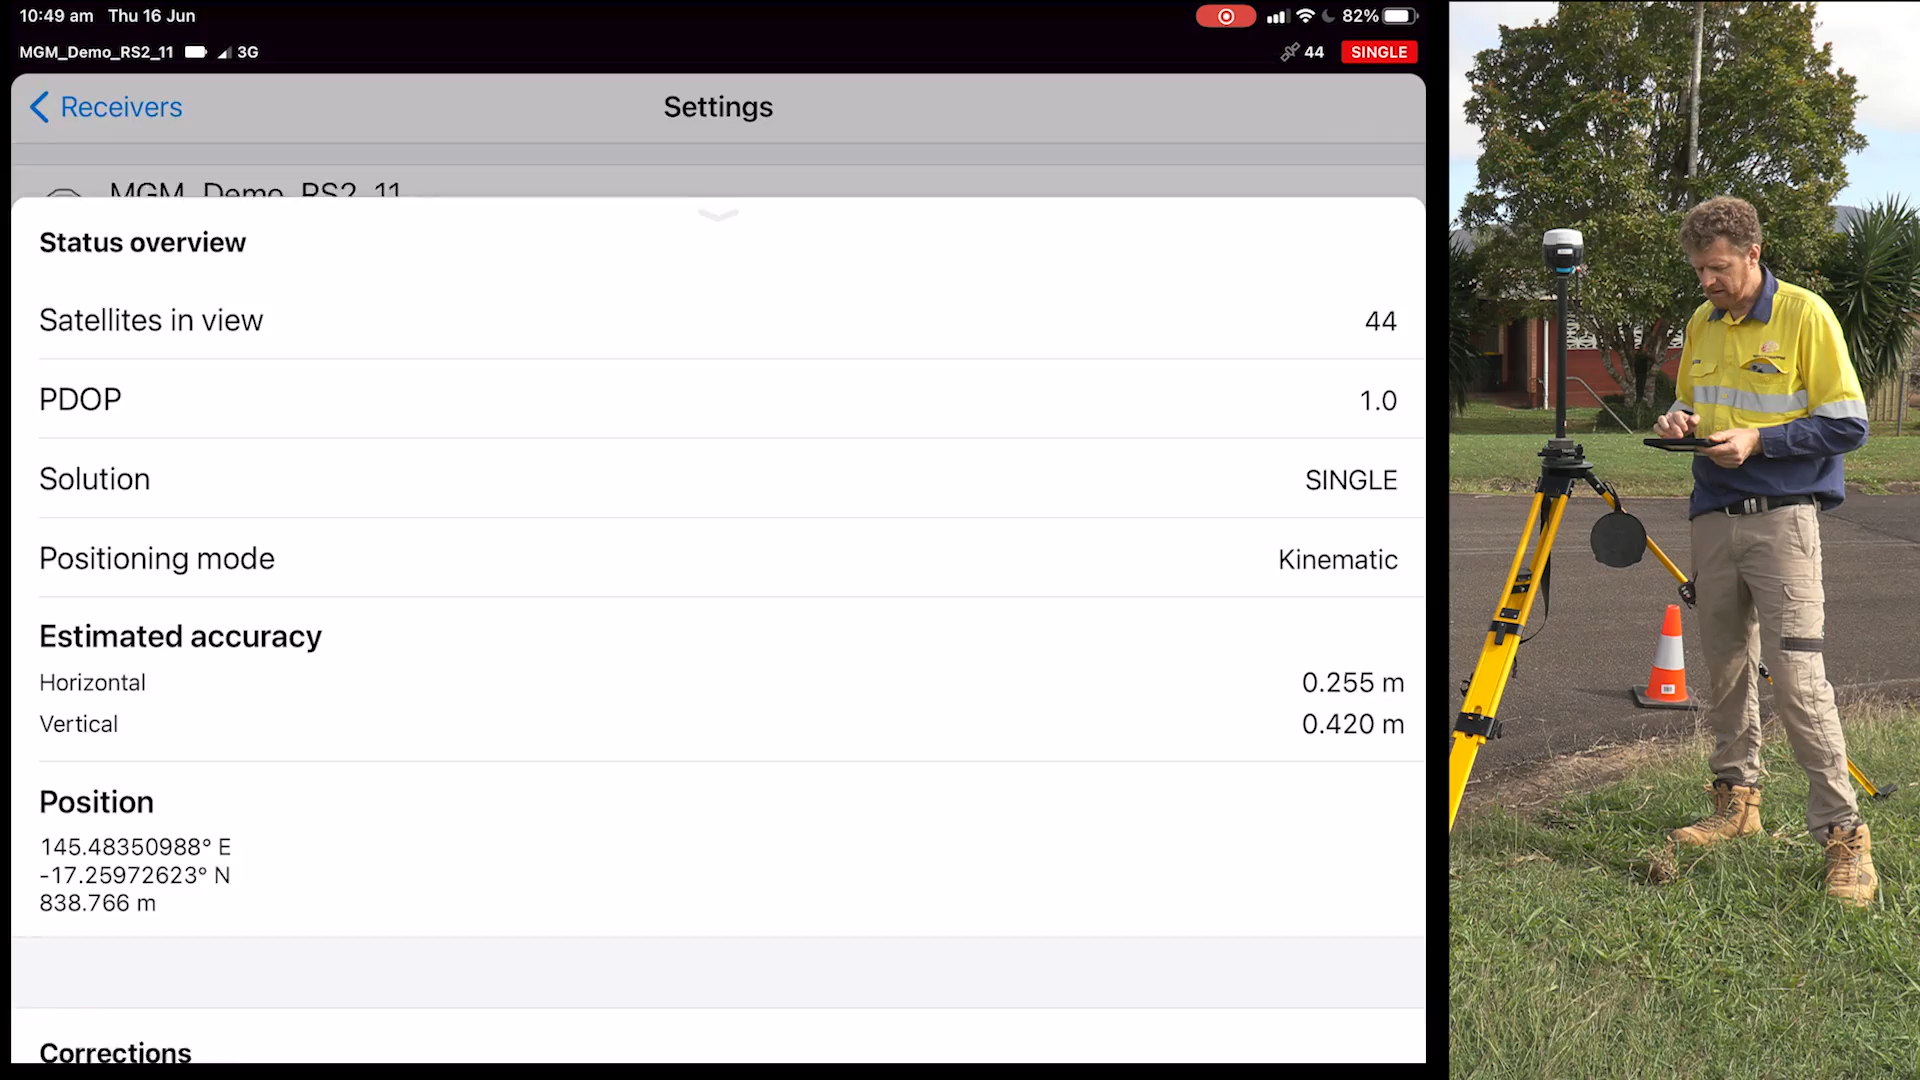 10:49 am Thu 16 Jun 82%
MGM_Demo_RS2_11 3G 44 SINGLE
Receivers Settings
MGM_Demo_RS2_11
Status overview
Satellites in view 44
PDOP 1.0
Solution SINGLE
Positioning mode Kinematic
Estimated accuracy
Horizontal 0.255 m
Vertical 0.420 m
Position
145.48350988° E
-17.25972623° N
838.766 m
Corrections